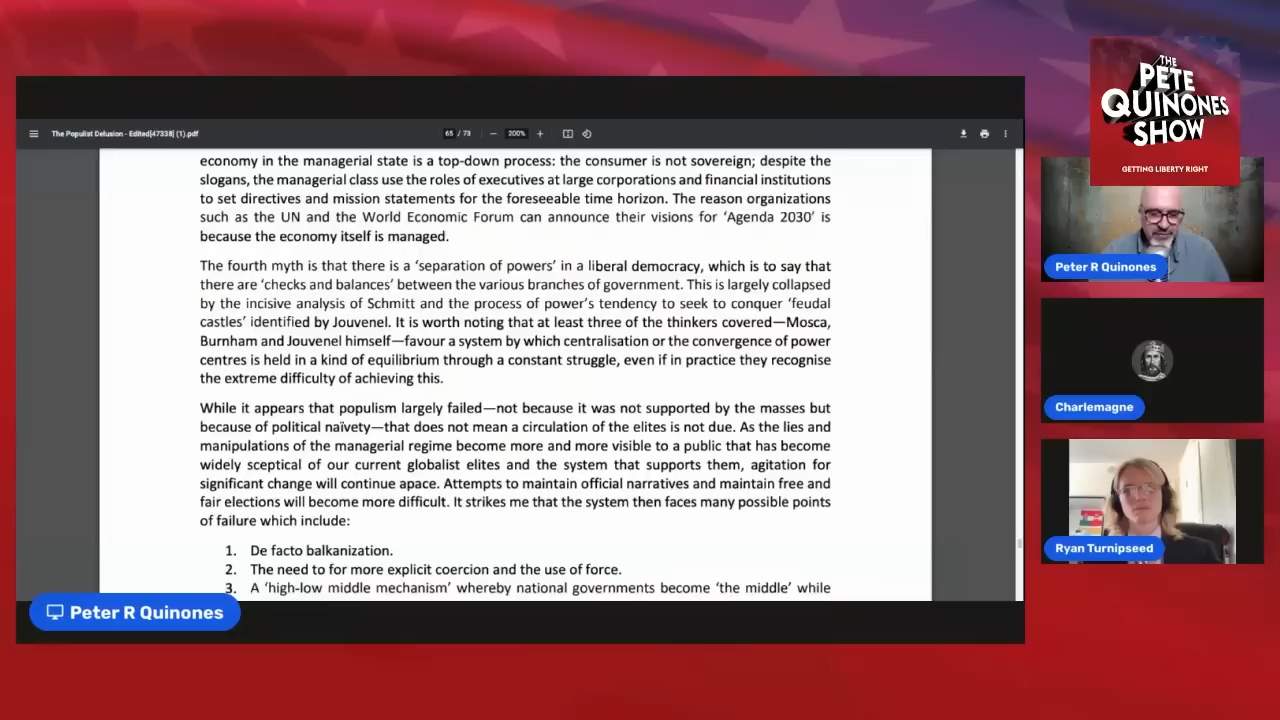 The Populist Delusion - Edited[47338] (1).pdf
65 / 73
200%
economy in the managerial state is a top-down process: the consumer is not sovereign; despite the
slogans, the managerial class use the roles of executives at large corporations and financial institutions
to set directives and mission statements for the foreseeable time horizon. The reason organizations
such as the UN and the World Economic Forum can announce their visions for ‘Agenda 2030’ is
because the economy itself is managed.
The fourth myth is that there is a ‘separation of powers’ in a liberal democracy, which is to say that
there are ‘checks and balances’ between the various branches of government. This is largely collapsed
by the incisive analysis of Schmitt and the process of power’s tendency to seek to conquer ‘feudal
castles’ identified by Jouvenel. It is worth noting that at least three of the thinkers covered—Mosca,
Burnham and Jouvenel himself—favour a system by which centralisation or the convergence of power
centres is held in a kind of equilibrium through a constant struggle, even if in practice they recognise
the extreme difficulty of achieving this.
While it appears that populism largely failed—not because it was not supported by the masses but
because of political naïvety—that does not mean a circulation of the elites is not due. As the lies and
manipulations of the managerial regime become more and more visible to a public that has become
widely sceptical of our current globalist elites and the system that supports them, agitation for
significant change will continue apace. Attempts to maintain official narratives and maintain free and
fair elections will become more difficult. It strikes me that the system then faces many possible points
of failure which include:
1. De facto balkanization.
2. The need to for more explicit coercion and the use of force.
3. A ‘high-low middle mechanism’ whereby national governments become ‘the middle’ while
Peter R Quinones
THE
PETE
QUINONES
SHOW
GETTING LIBERTY RIGHT
Peter R Quinones
Charlemagne
Ryan Turnipseed